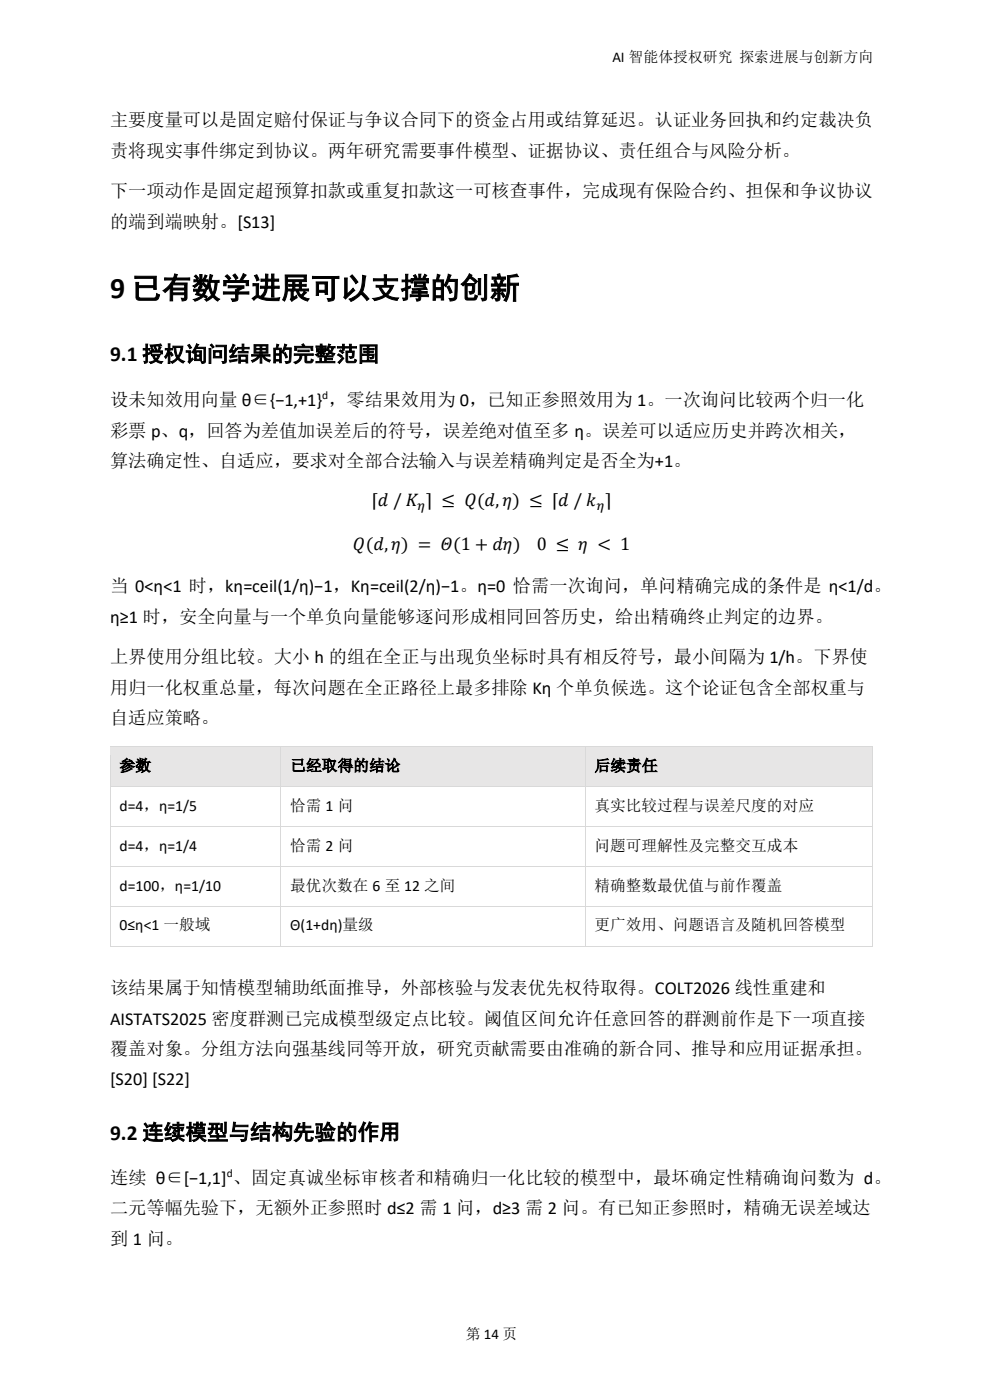 AI 智能体授权研究 探索进展与创新方向
主要度量可以是固定赔付保证与争议合同下的资金占用或结算延迟。认证业务回执和约定裁决负
责将现实事件绑定到协议。两年研究需要事件模型、证据协议、责任组合与风险分析。
下一项动作是固定超预算扣款或重复扣款这一可核查事件，完成现有保险合约、担保和争议协议
的端到端映射。[S13]
9 已有数学进展可以支撑的创新
9.1 授权询问结果的完整范围
设未知效用向量 θ∈{−1,+1}ᵈ，零结果效用为 0，已知正参照效用为 1。一次询问比较两个归一化
彩票 p、q，回答为差值加误差后的符号，误差绝对值至多 η。误差可以适应历史并跨次相关，
算法确定性、自适应，要求对全部合法输入与误差精确判定是否全为+1。
⌈d / K_η⌉ ≤ Q(d, η) ≤ ⌈d / k_η⌉
Q(d, η) = Θ(1 + dη) 0 ≤ η < 1
当 0<η<1 时，kη=ceil(1/η)−1，Kη=ceil(2/η)−1。η=0 恰需一次询问，单问精确完成的条件是 η<1/d。
η≥1 时，安全向量与一个单负向量能够逐问形成相同回答历史，给出精确终止判定的边界。
上界使用分组比较。大小 h 的组在全正与出现负坐标时具有相反符号，最小间隔为 1/h。下界使
用归一化权重总量，每次问题在全正路径上最多排除 Kη 个单负候选。这个论证包含全部权重与
自适应策略。
参数 已经取得的结论 后续责任
d=4，η=1/5 恰需 1 问 真实比较过程与误差尺度的对应
d=4，η=1/4 恰需 2 问 问题可理解性及完整交互成本
d=100，η=1/10 最优次数在 6 至 12 之间 精确整数最优值与前作覆盖
0≤η<1 一般域 Θ(1+dη)量级 更广效用、问题语言及随机回答模型
该结果属于知情模型辅助纸面推导，外部核验与发表优先权待取得。COLT2026 线性重建和
AISTATS2025 密度群测已完成模型级定点比较。阈值区间允许任意回答的群测前作是下一项直接
覆盖对象。分组方法向强基线同等开放，研究贡献需要由准确的新合同、推导和应用证据承担。
[S20] [S22]
9.2 连续模型与结构先验的作用
连续 θ∈[−1,1]ᵈ、固定真诚坐标审核者和精确归一化比较的模型中，最坏确定性精确询问数为 d。
二元等幅先验下，无额外正参照时 d≤2 需 1 问，d≥3 需 2 问。有已知正参照时，精确无误差域达
到 1 问。
第 14 页